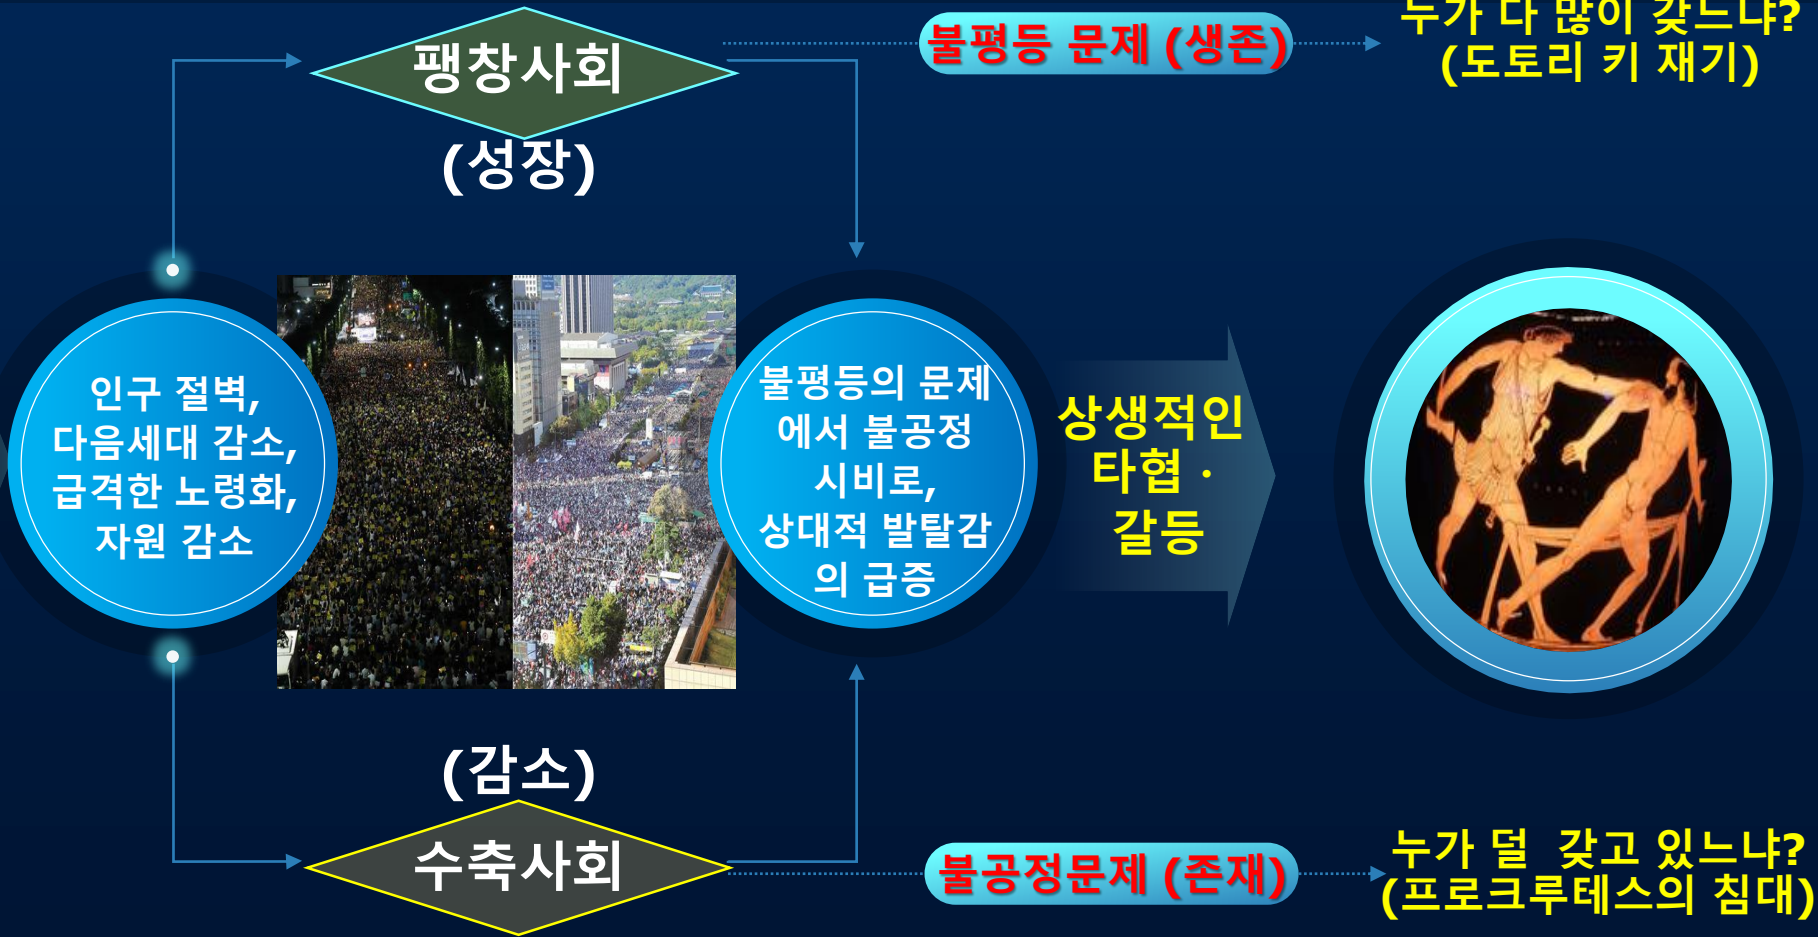 팽창사회
(성장)
불평등 문제 (생존)
누가 다 많이 갖느냐?
(도토리 키 재기)
인구 절벽,
다음세대 감소,
급격한 노령화,
자원 감소
불평등의 문제
에서 불공정
시비로,
상대적 발탈감
의 급증
상생적인
타협 ·
갈등
(감소)
수축사회
불공정문제 (존재)
누가 덜 갖고 있느냐?
(프로크루테스의 침대)